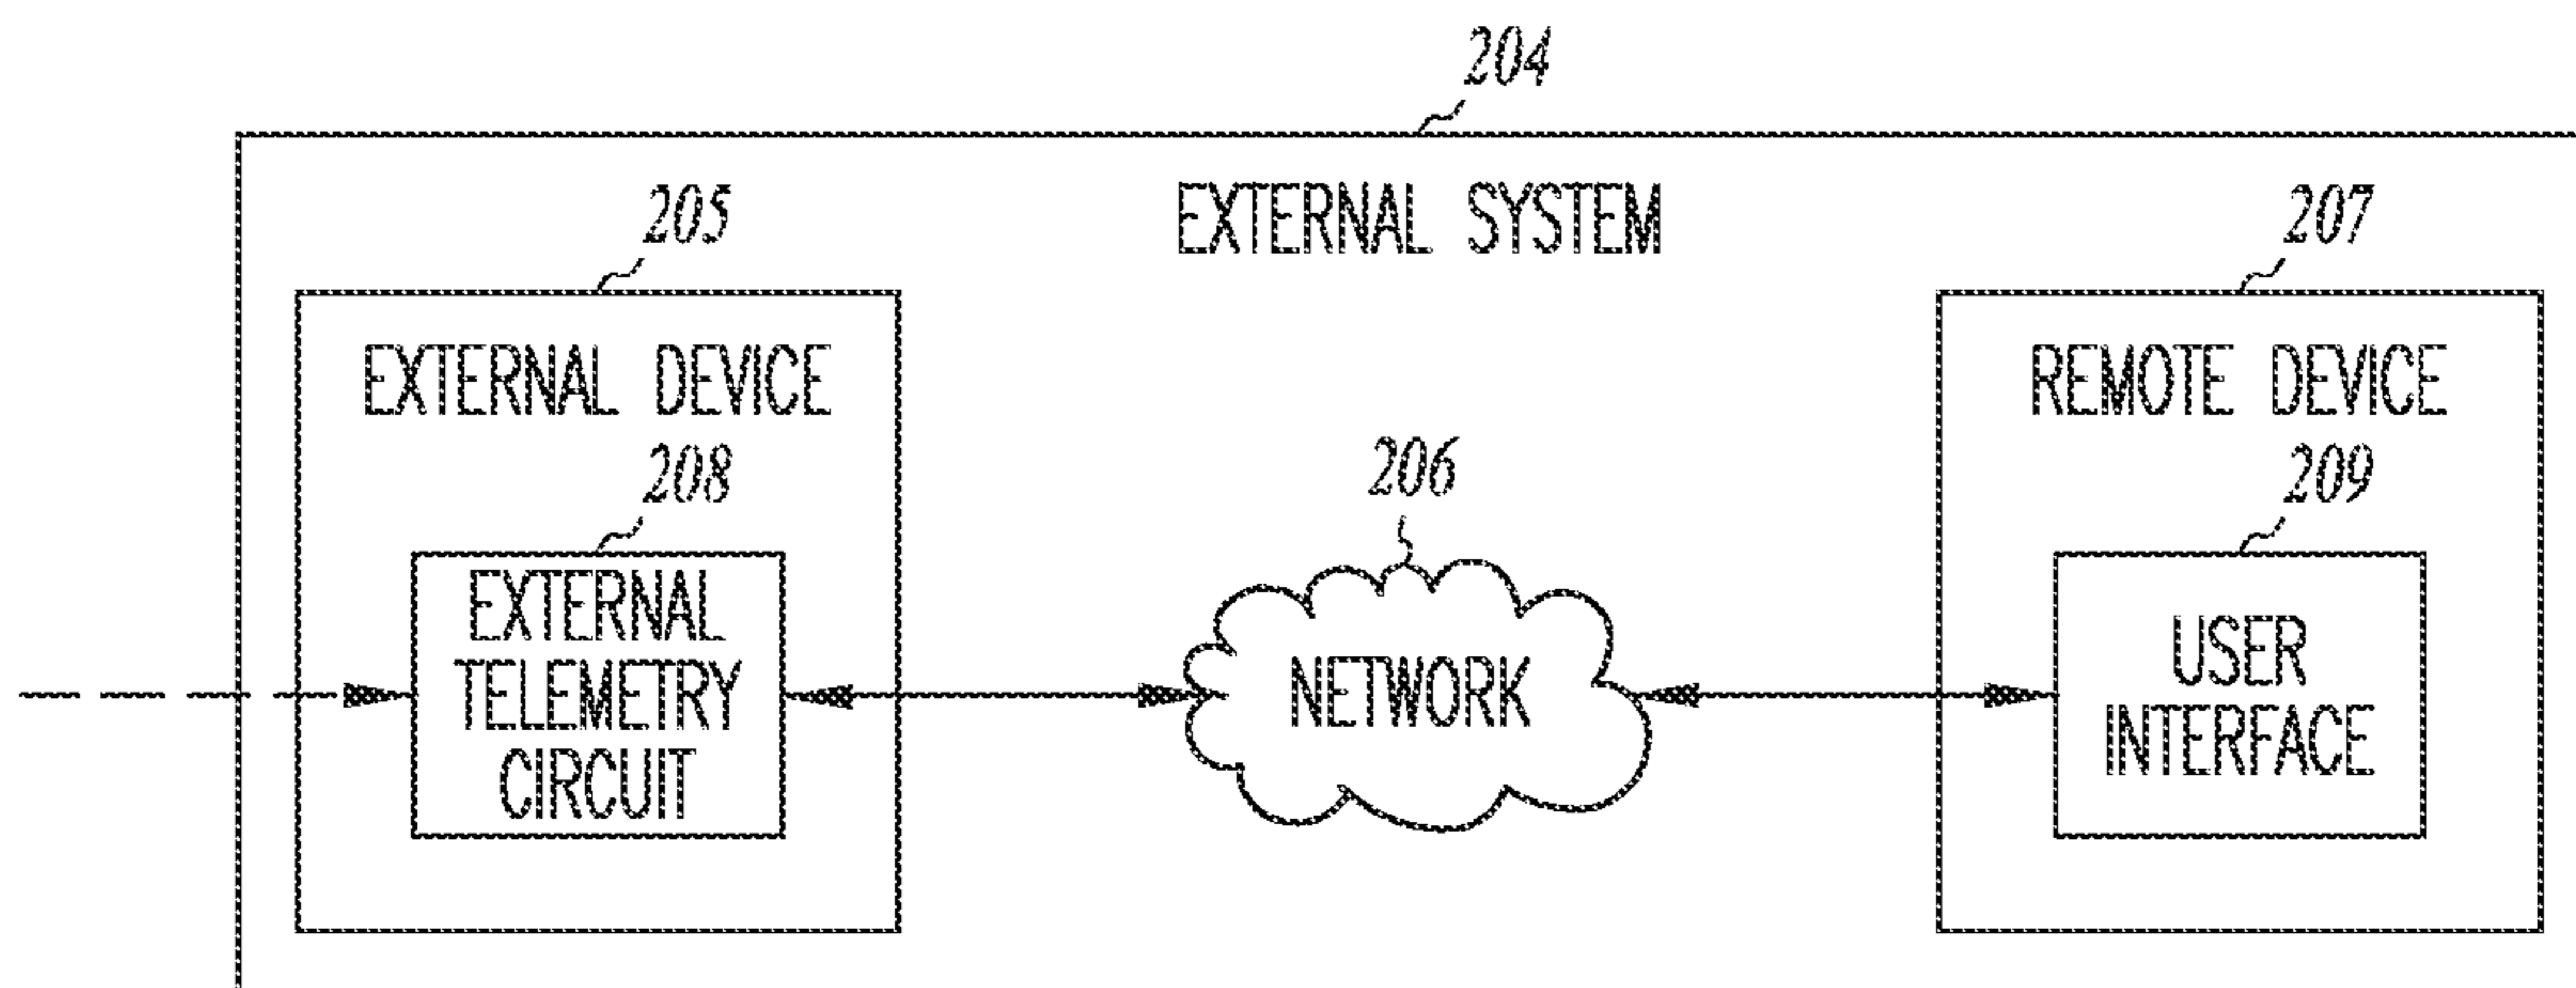 204
EXTERNAL SYSTEM
205
EXTERNAL DEVICE
208
EXTERNAL
TELEMETRY
CIRCUIT
206
NETWORK
207
REMOTE DEVICE
209
USER
INTERFACE